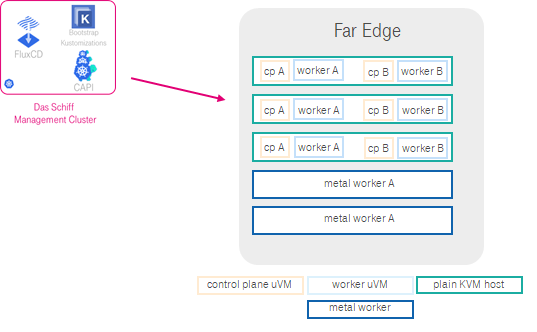 FluxCD
Bootstrap
Kustomizations
CAPI
Das Schiff
Management Cluster
Far Edge
cp A worker A cp B worker B
cp A worker A cp B worker B
cp A worker A cp B worker B
metal worker A
metal worker A
control plane uVM worker uVM plain KVM host
metal worker